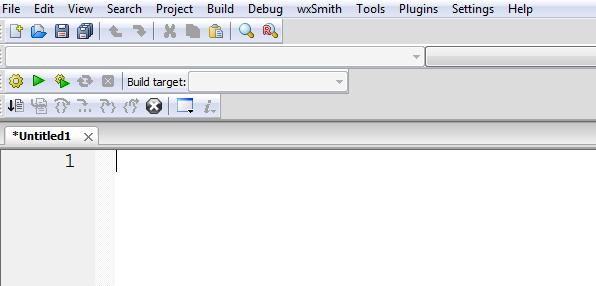 File Edit View Search Project Build Debug wxSmith Tools Plugins Settings Help
Build target:
*Untitled1
1